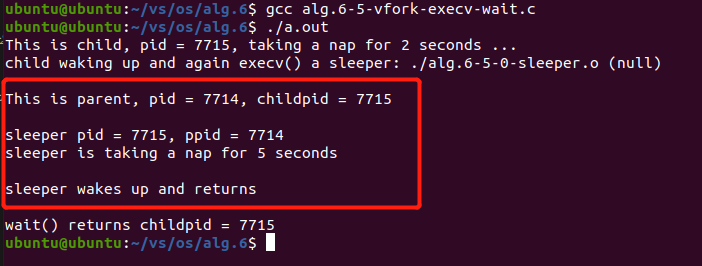 ubuntu@ubuntu:~/vs/os/alg.6$ gcc alg.6-5-vfork-execv-wait.c
ubuntu@ubuntu:~/vs/os/alg.6$ ./a.out
This is child, pid = 7715, taking a nap for 2 seconds ...
child waking up and again execv() a sleeper: ./alg.6-5-0-sleeper.o (null)
This is parent, pid = 7714, childpid = 7715
sleeper pid = 7715, ppid = 7714
sleeper is taking a nap for 5 seconds
sleeper wakes up and returns
wait() returns childpid = 7715
ubuntu@ubuntu:~/vs/os/alg.6$